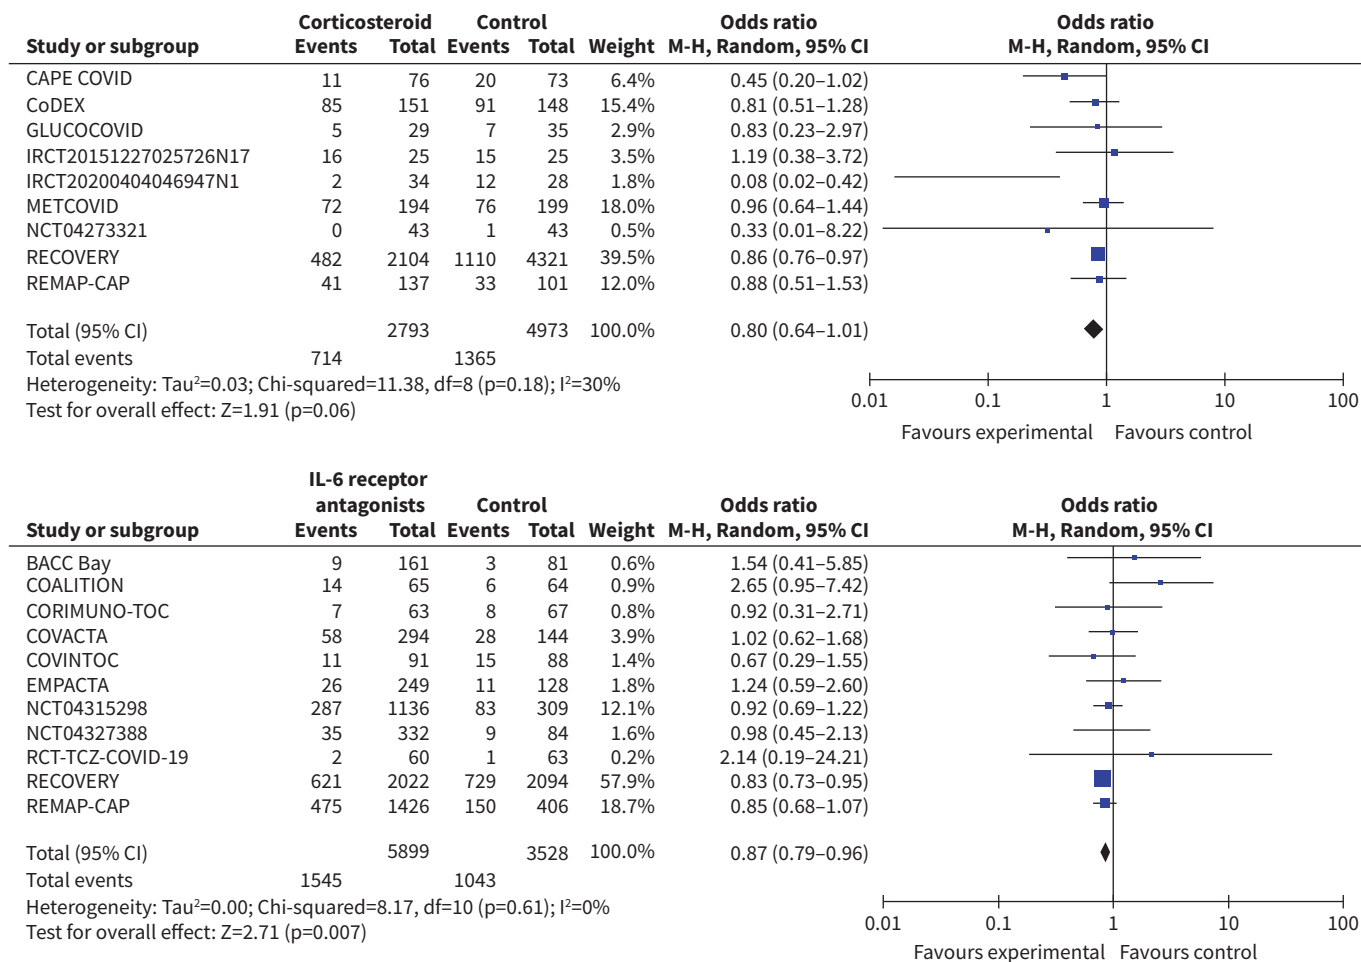 Corticosteroid Control Odds ratio Odds ratio
Study or subgroup Events Total Events Total Weight M-H, Random, 95% CI M-H, Random, 95% CI
CAPE COVID 11 76 20 73 6.4% 0.45 (0.20–1.02)
CoDEX 85 151 91 148 15.4% 0.81 (0.51–1.28)
GLUCOCOVID 5 29 7 35 2.9% 0.83 (0.23–2.97)
IRCT20151227025726N17 16 25 15 25 3.5% 1.19 (0.38–3.72)
IRCT20200404046947N1 2 34 12 28 1.8% 0.08 (0.02–0.42)
METCOVID 72 194 76 199 18.0% 0.96 (0.64–1.44)
NCT04273321 0 43 1 43 0.5% 0.33 (0.01–8.22)
RECOVERY 482 2104 1110 4321 39.5% 0.86 (0.76–0.97)
REMAP-CAP 41 137 33 101 12.0% 0.88 (0.51–1.53)
Total (95% CI) 2793 4973 100.0% 0.80 (0.64–1.01)
Total events 714 1365
Heterogeneity: Tau²=0.03; Chi-squared=11.38, df=8 (p=0.18); I²=30%
Test for overall effect: Z=1.91 (p=0.06)
0.01 0.1 1 10 100
Favours experimental Favours control
IL-6 receptor
antagonists Control Odds ratio Odds ratio
Study or subgroup Events Total Events Total Weight M-H, Random, 95% CI M-H, Random, 95% CI
BACC Bay 9 161 3 81 0.6% 1.54 (0.41–5.85)
COALITION 14 65 6 64 0.9% 2.65 (0.95–7.42)
CORIMUNO-TOC 7 63 8 67 0.8% 0.92 (0.31–2.71)
COVACTA 58 294 28 144 3.9% 1.02 (0.62–1.68)
COVINTOC 11 91 15 88 1.4% 0.67 (0.29–1.55)
EMPACTA 26 249 11 128 1.8% 1.24 (0.59–2.60)
NCT04315298 287 1136 83 309 12.1% 0.92 (0.69–1.22)
NCT04327388 35 332 9 84 1.6% 0.98 (0.45–2.13)
RCT-TCZ-COVID-19 2 60 1 63 0.2% 2.14 (0.19–24.21)
RECOVERY 621 2022 729 2094 57.9% 0.83 (0.73–0.95)
REMAP-CAP 475 1426 150 406 18.7% 0.85 (0.68–1.07)
Total (95% CI) 5899 3528 100.0% 0.87 (0.79–0.96)
Total events 1545 1043
Heterogeneity: Tau²=0.00; Chi-squared=8.17, df=10 (p=0.61); I²=0%
Test for overall effect: Z=2.71 (p=0.007)
0.01 0.1 1 10 100
Favours experimental Favours control